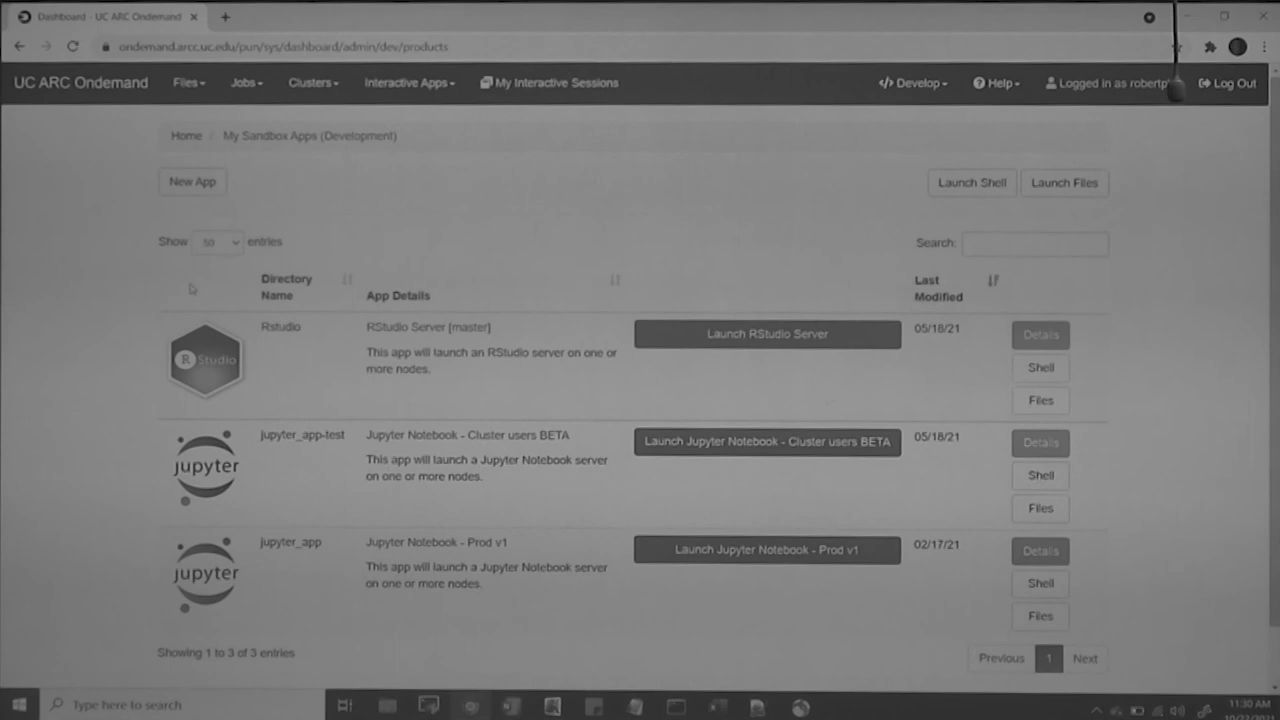 Dashboard - UC ARC Ondemand
ondemand.arcc.uc.edu/pun/sys/dashboard/admin/dev/products
UC ARC Ondemand Files Jobs Clusters Interactive Apps My Interactive Sessions </> Develop Help Logged in as Log Out
Home / My Sandbox Apps (Development)
New App Launch Shell Launch Files
Show 50 entries Search:
Directory Name App Details Last Modified
R Studio
Rstudio RStudio Server [master] Launch RStudio Server 05/18/21 Details
This app will launch an RStudio server on one or
more nodes.
Shell
Files
jupyter
jupyter_app-test Jupyter Notebook - Cluster users BETA Launch Jupyter Notebook - Cluster users BETA 05/18/21 Details
This app will launch a Jupyter Notebook server
on one or more nodes.
Shell
Files
jupyter
jupyter_app Jupyter Notebook - Prod v1 Launch Jupyter Notebook - Prod v1 02/17/21 Details
This app will launch a Jupyter Notebook server
on one or more nodes.
Shell
Files
Showing 1 to 3 of 3 entries Previous 1 Next
Type here to search 11:30 AM